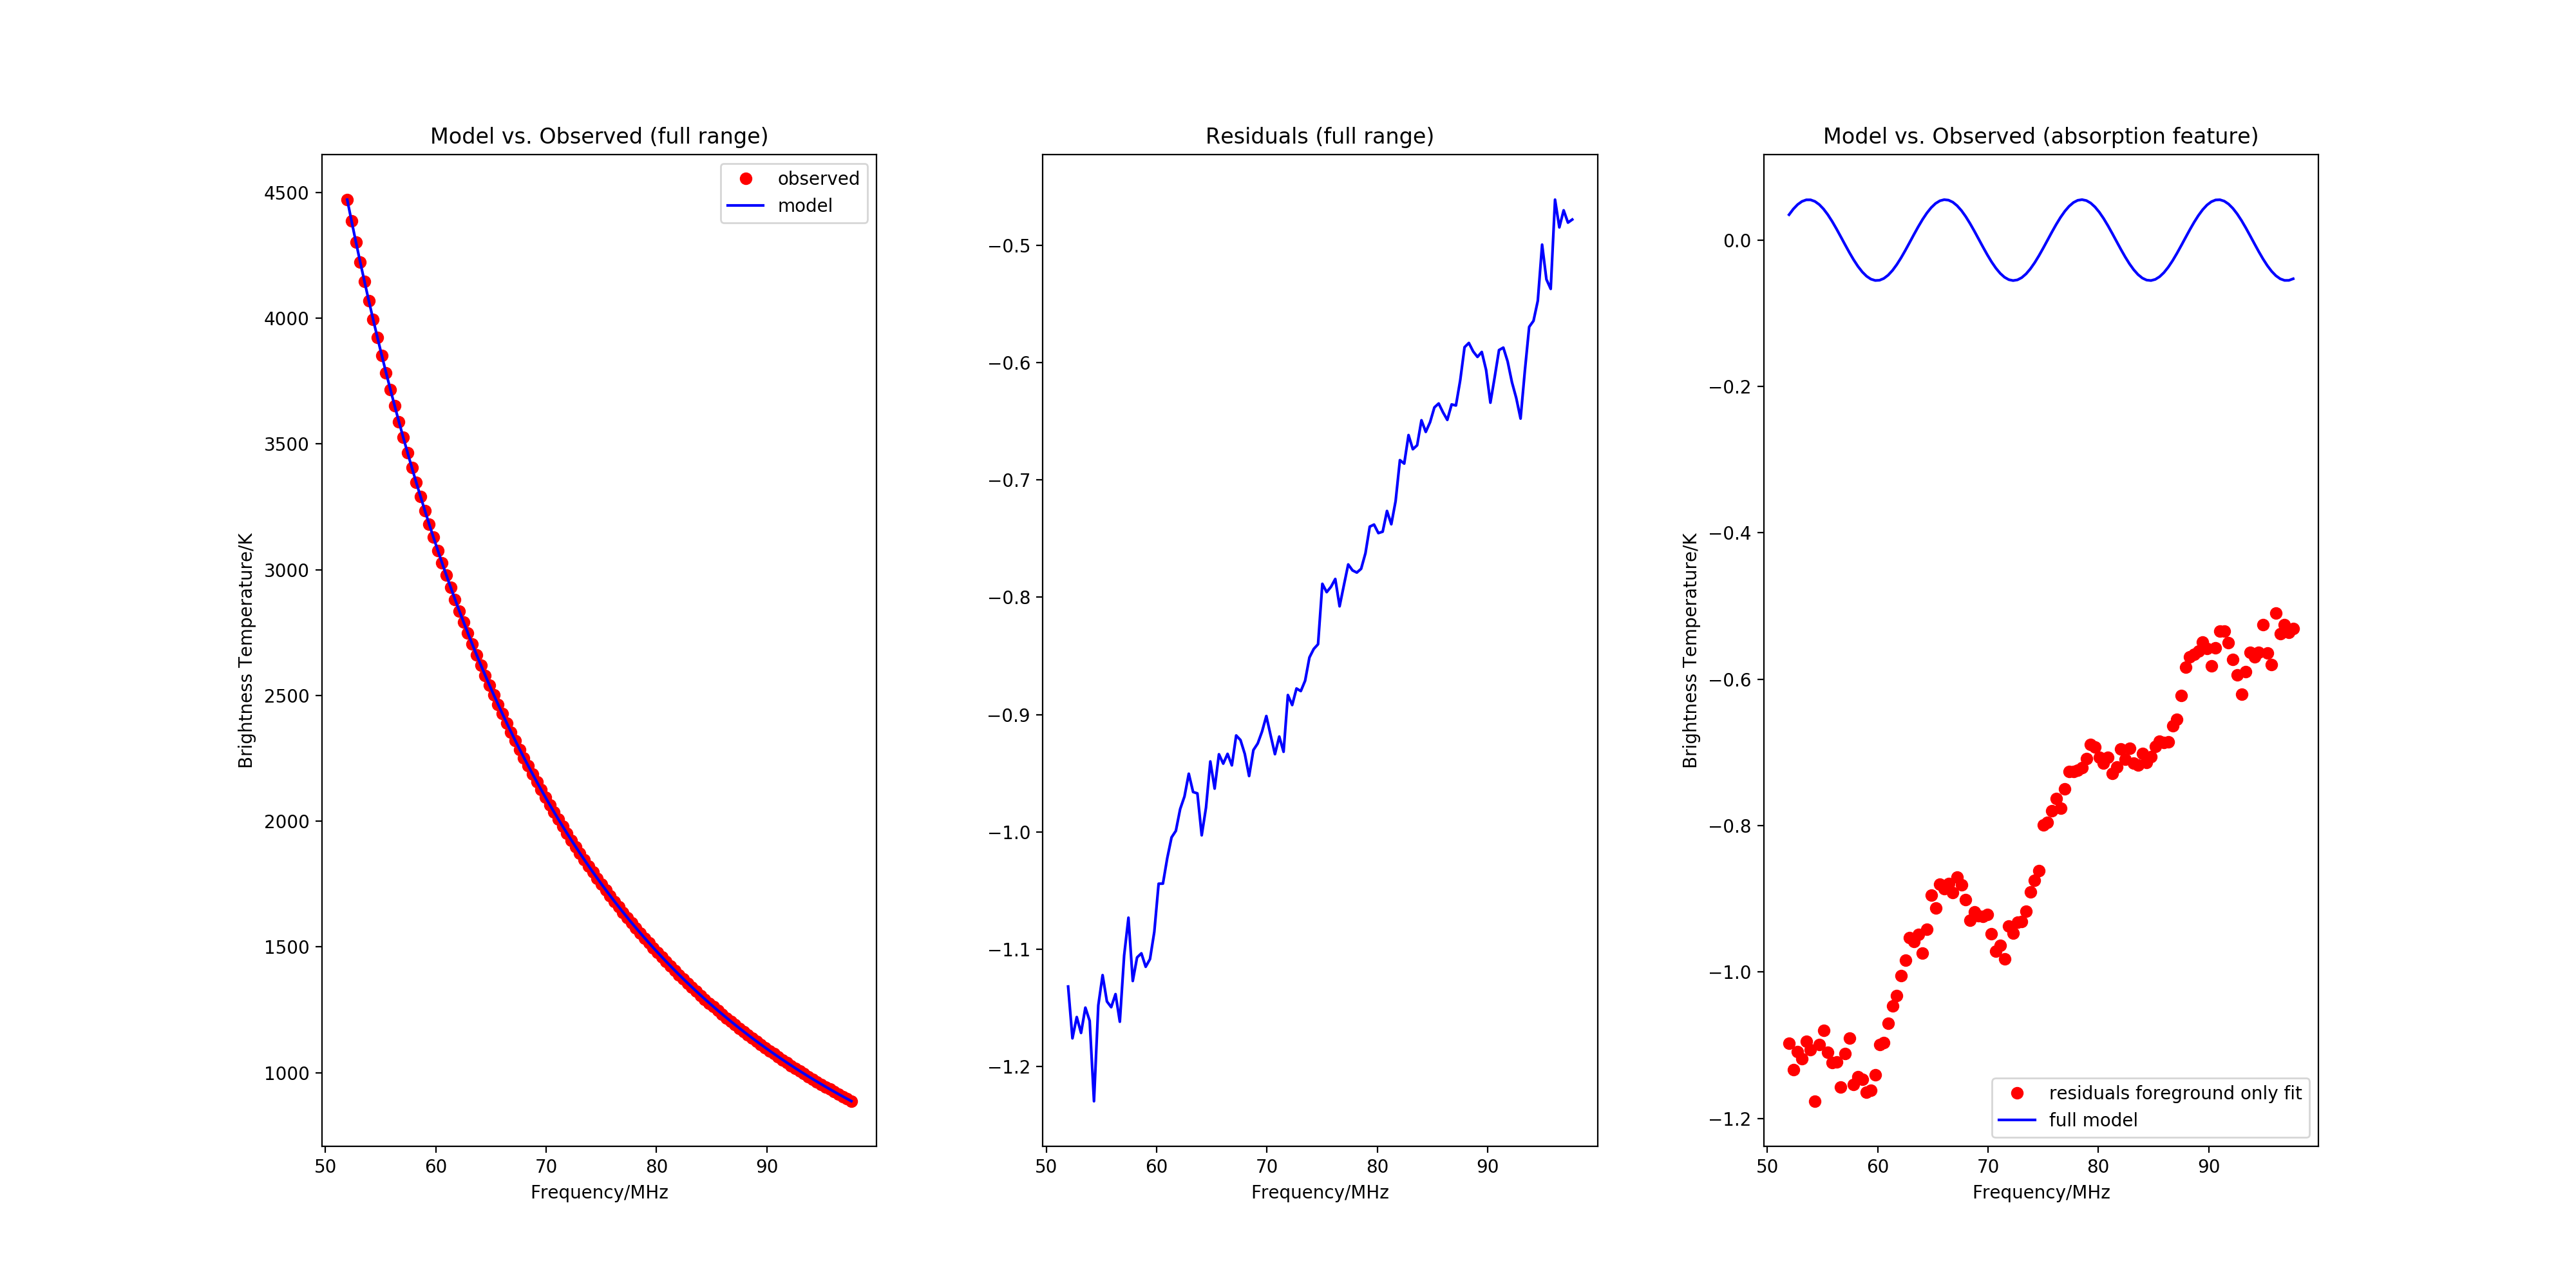 Model vs. Observed (full range)
observed
model
4500
4000
3500
3000
2500
2000
1500
1000
Brightness Temperature/K
50 60 70 80 90
Frequency/MHz
Residuals (full range)
−0.5
−0.6
−0.7
−0.8
−0.9
−1.0
−1.1
−1.2
50 60 70 80 90
Frequency/MHz
Model vs. Observed (absorption feature)
0.0
−0.2
−0.4
−0.6
−0.8
−1.0
−1.2
Brightness Temperature/K
residuals foreground only fit
full model
50 60 70 80 90
Frequency/MHz